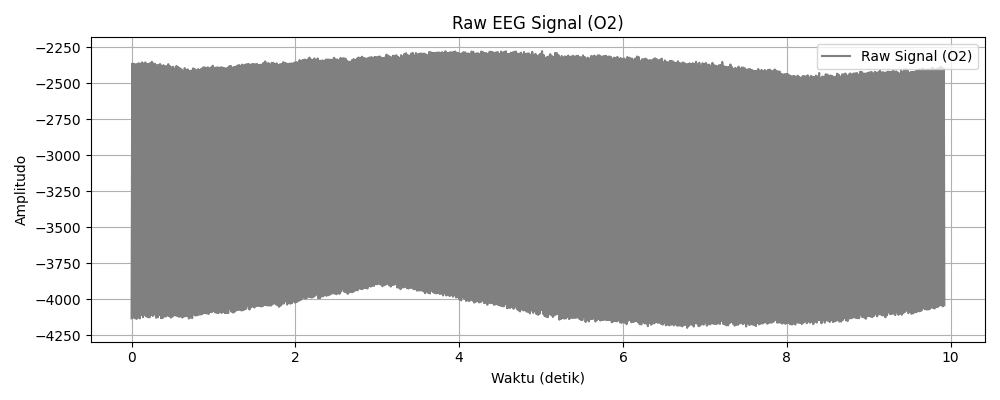 Raw EEG Signal (O2)
Raw Signal (O2)
−2250
−2500
−2750
−3000
−3250
−3500
−3750
−4000
−4250
Amplitudo
0 2 4 6 8 10
Waktu (detik)